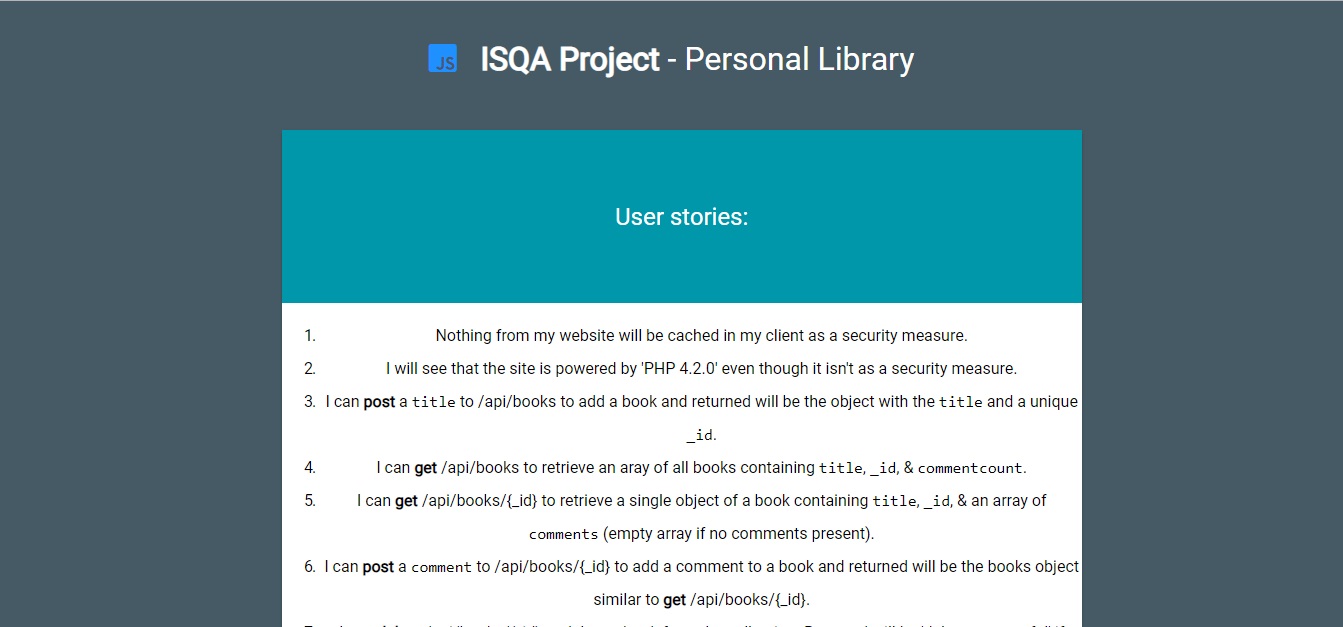 JS ISQA Project - Personal Library
User stories:
1. Nothing from my website will be cached in my client as a security measure.
2. I will see that the site is powered by 'PHP 4.2.0' even though it isn't as a security measure.
3. I can post a title to /api/books to add a book and returned will be the object with the title and a unique
_id.
4. I can get /api/books to retrieve an aray of all books containing title, _id, & commentcount.
5. I can get /api/books/{_id} to retrieve a single object of a book containing title, _id, & an array of
comments (empty array if no comments present).
6. I can post a comment to /api/books/{_id} to add a comment to a book and returned will be the books object
similar to get /api/books/{_id}.